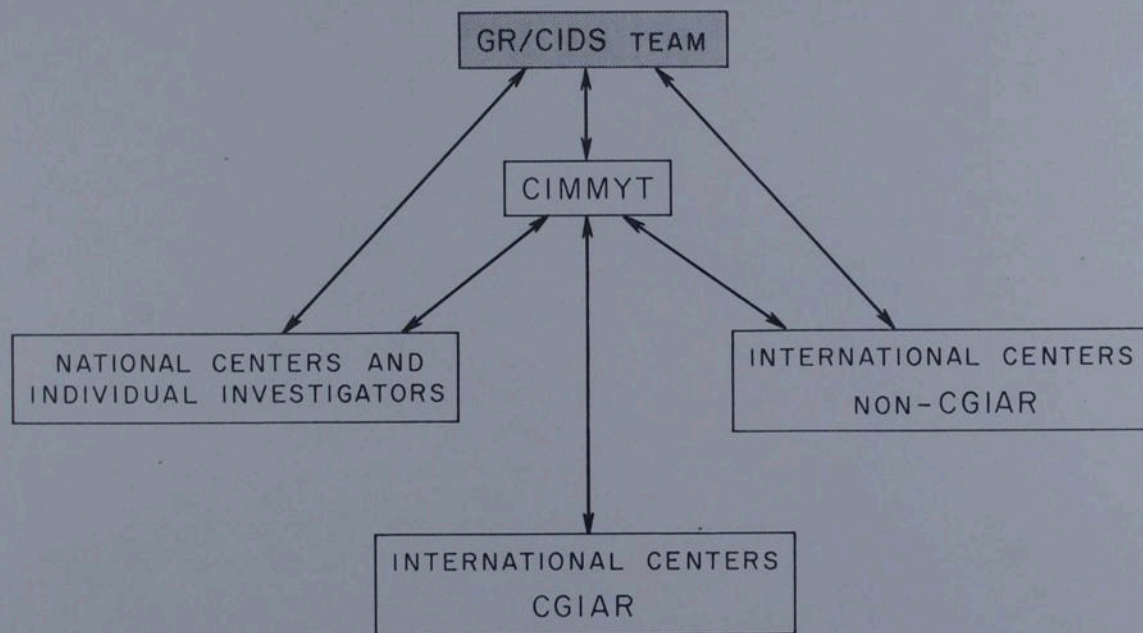 GR/CIDS TEAM
CIMMYT
NATIONAL CENTERS AND
INDIVIDUAL INVESTIGATORS
INTERNATIONAL CENTERS
NON-CGIAR
INTERNATIONAL CENTERS
CGIAR